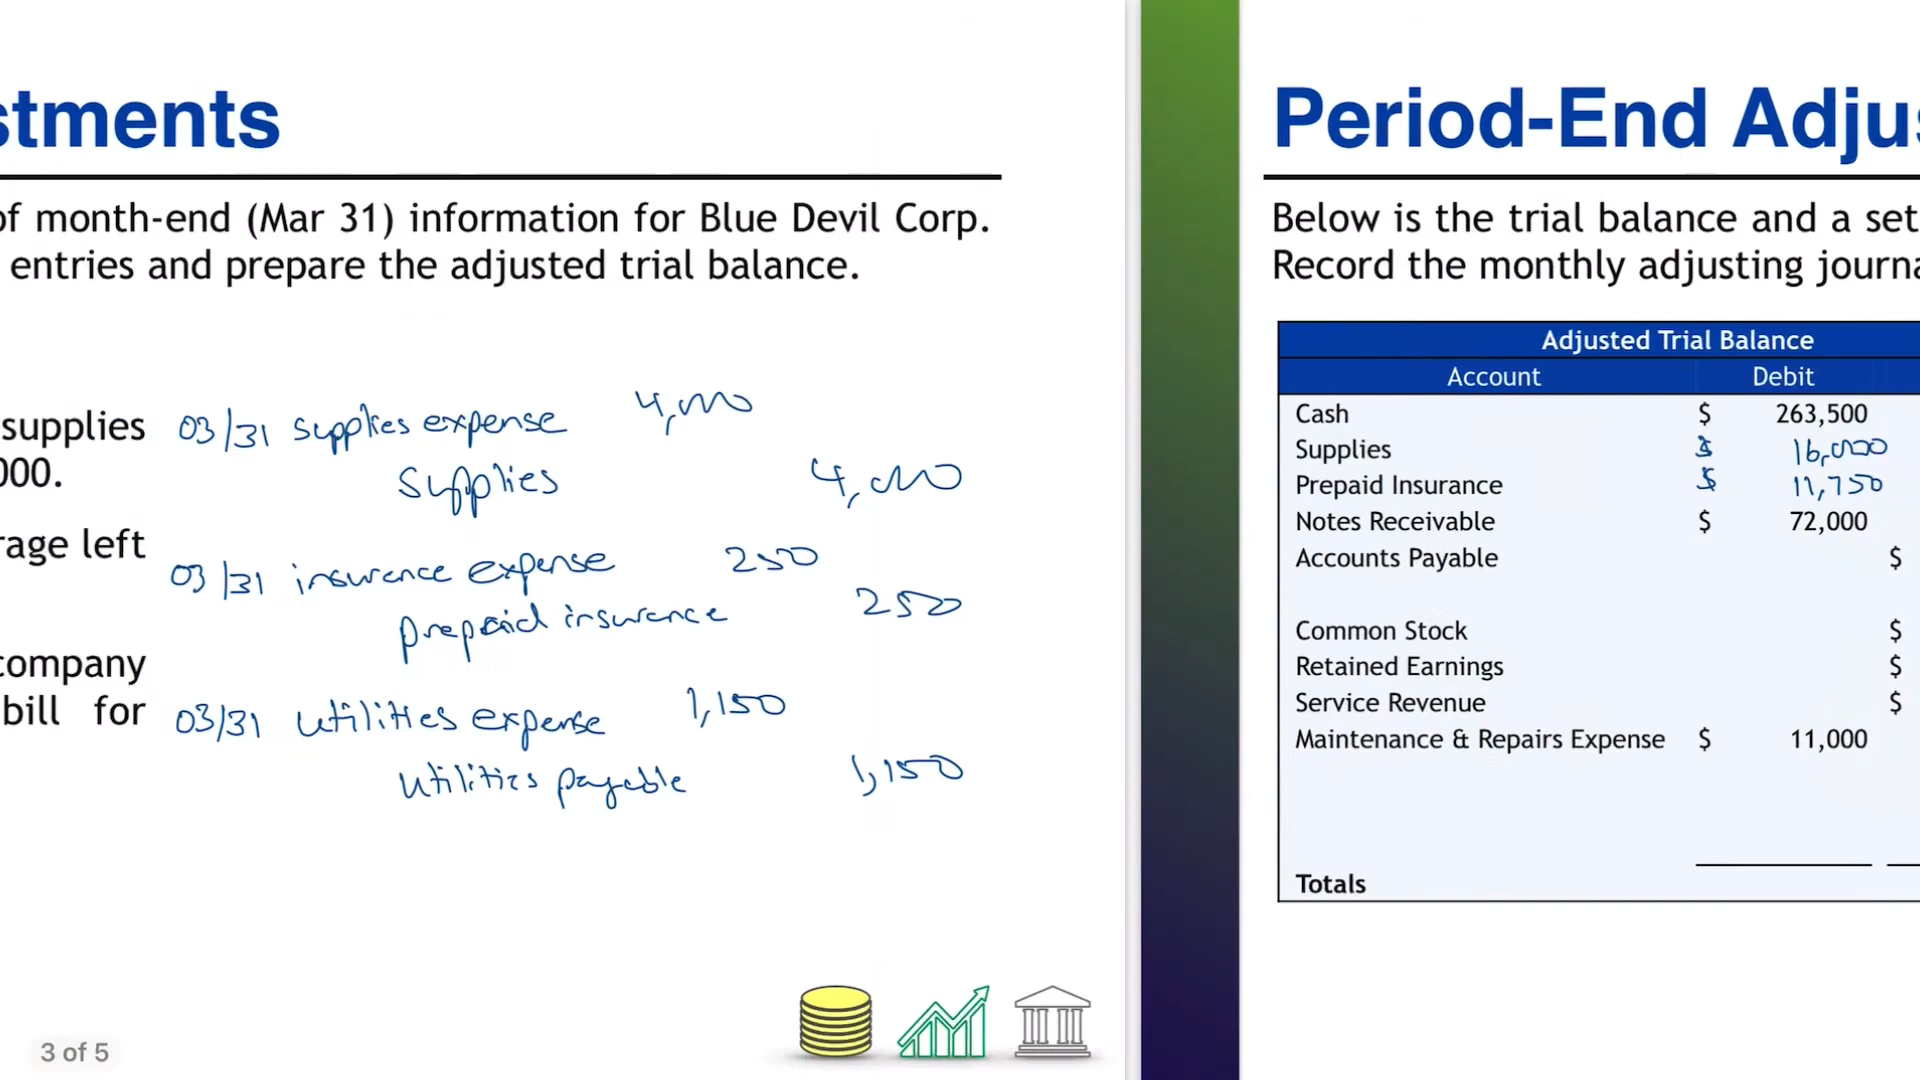 stments
of month-end (Mar 31) information for Blue Devil Corp.
entries and prepare the adjusted trial balance.
supplies
000.
rage left
company
bill for
03/31 supplies expense 4,000
supplies 4,000
03/31 insurance expense 250
prepaid insurance 250
03/31 utilities expense 1,150
utilities payable 1,150
3 of 5
Period-End Adjus
Below is the trial balance and a set
Record the monthly adjusting journa
Adjusted Trial Balance
Account Debit
Cash $ 263,500
Supplies $ 16,000
Prepaid Insurance $ 11,750
Notes Receivable $ 72,000
Accounts Payable $
Common Stock $
Retained Earnings $
Service Revenue $
Maintenance & Repairs Expense $ 11,000
Totals